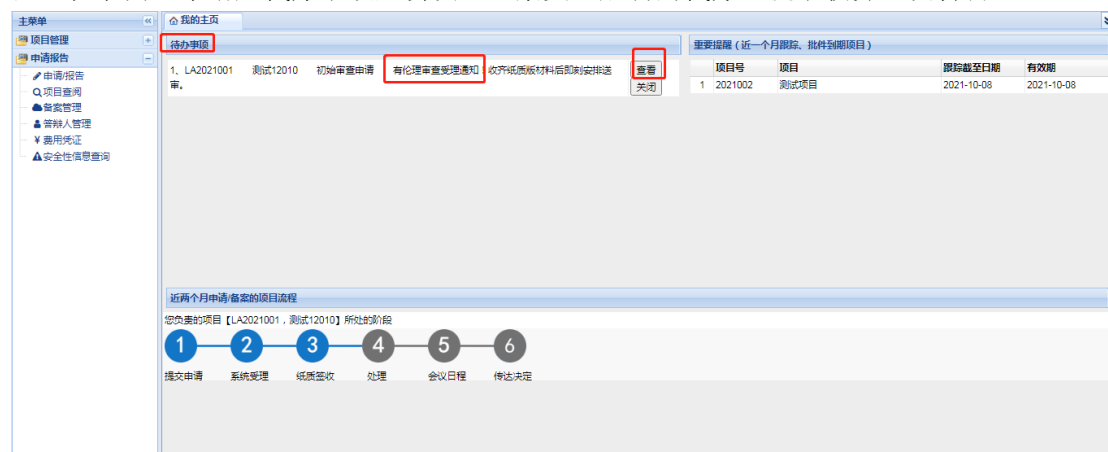 主菜单
项目管理
申请报告
申请/报告
项目查阅
备案管理
答辩人管理
费用凭证
安全性信息查询
我的主页
待办事项
1、LA2021001 测试12010 初始审查申请 有伦理审查受理通知！收齐纸质版材料后即刻安排送
审。
查看
关闭
重要提醒（近一个月跟踪、批件到期项目）
项目号 项目 跟踪截至日期 有效期
1 2021002 测试项目 2021-10-08 2021-10-08
近两个月申请/备案的项目流程
您负责的项目【LA2021001，测试12010】所处的阶段
1 2 3 4 5 6
提交申请 系统受理 纸质签收 处理 会议日程 传达决定